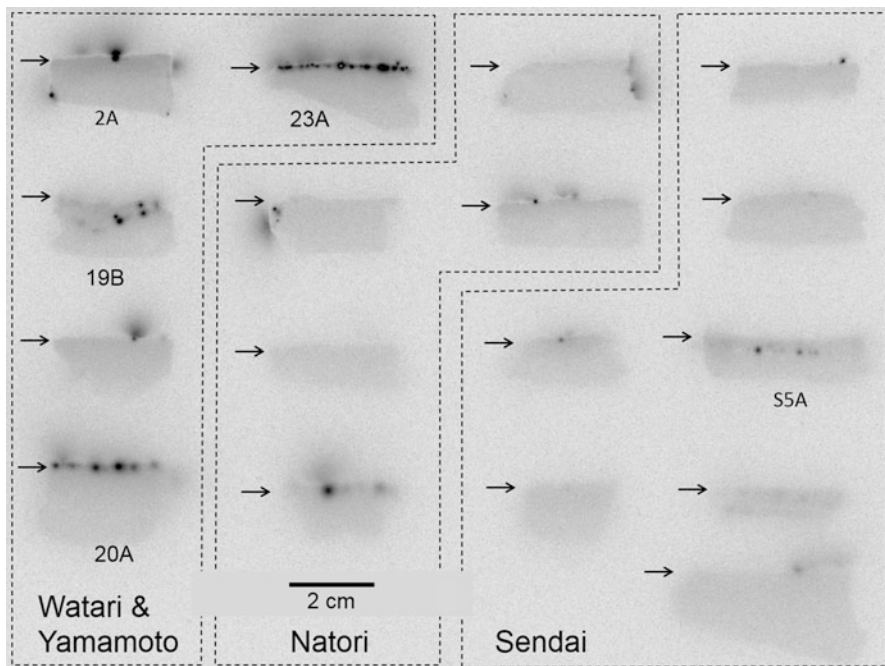 2A
23A
19B
S5A
20A
2 cm
Watari &
Yamamoto
Natori
Sendai